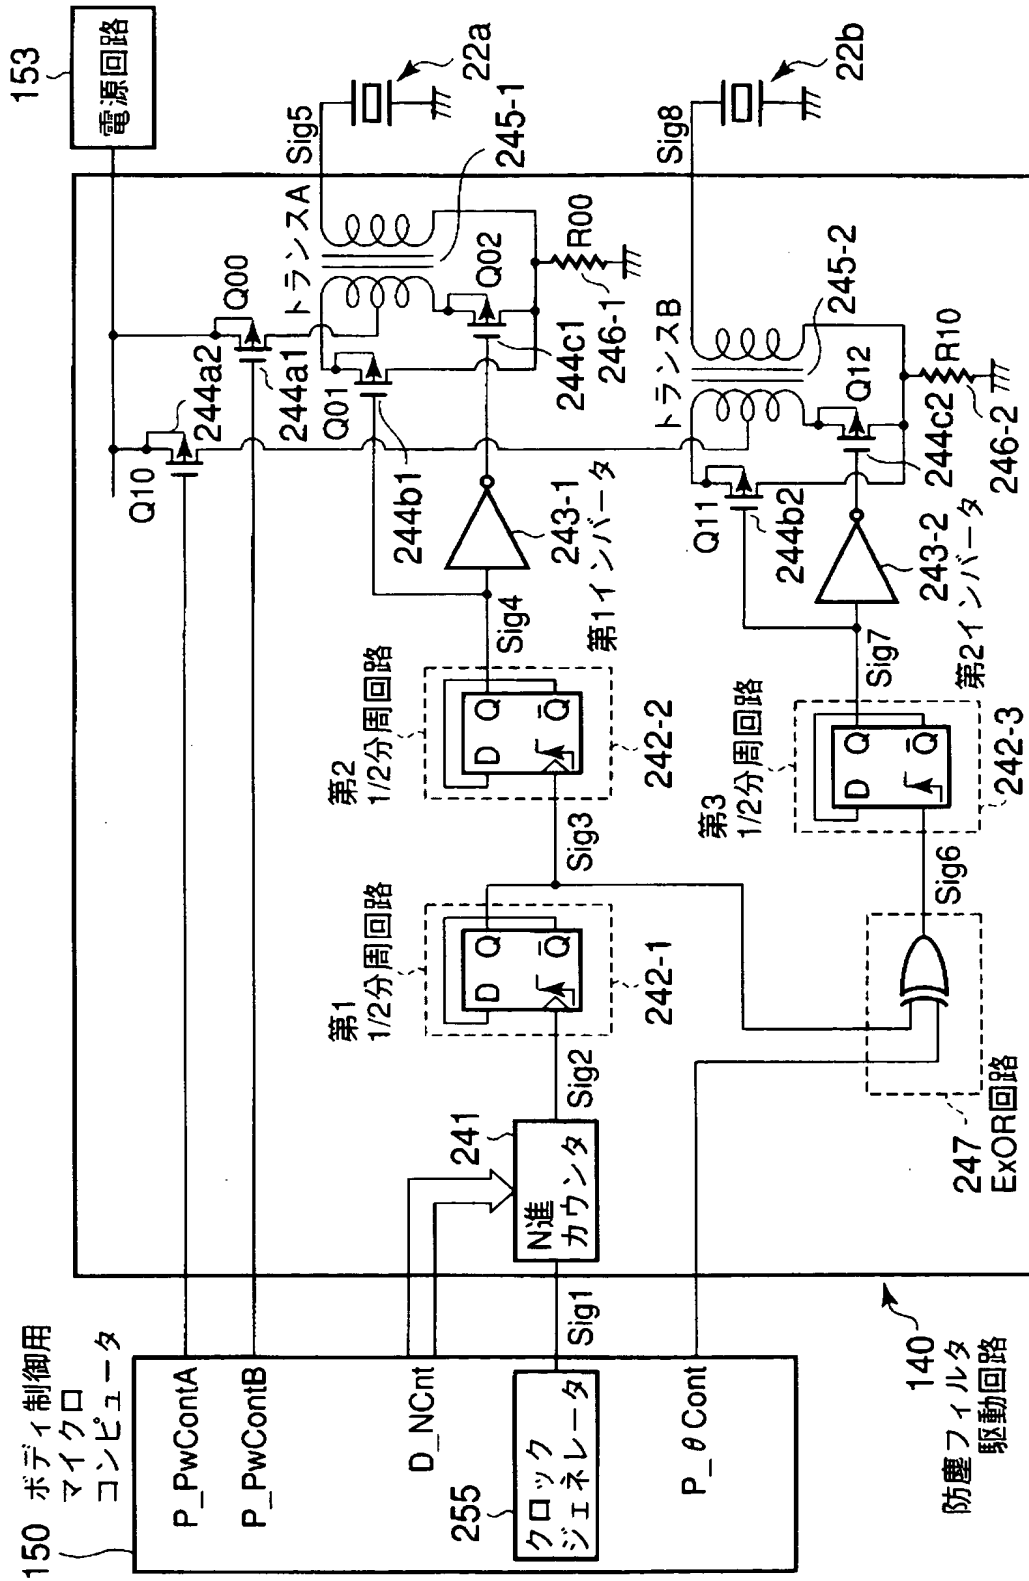 150 ボディ制御用
マイクロ
コンピュータ
P_PwContA
P_PwContB
D_NCnt
255
クロック
ジェネレータ
P_θCont
Sig1
140
防塵フィルタ
駆動回路
N進
カウンタ
241
Sig2
第1
1/2分周回路
D Q
Q̅
242-1
Sig3
247
ExOR回路
Sig6
第2
1/2分周回路
D Q
Q̅
242-2
Sig4
第3
1/2分周回路
D Q
Q̅
242-3
Sig7
243-1
第1インバータ
243-2
第2インバータ
Q10
244a2
Q00
244a1
Q01
244b1
Q02
244c1
トランスA
245-1
R00
246-1
Q11
244b2
Q12
244c2
トランスB
245-2
R10
246-2
Sig5
22a
Sig8
22b
153
電源回路